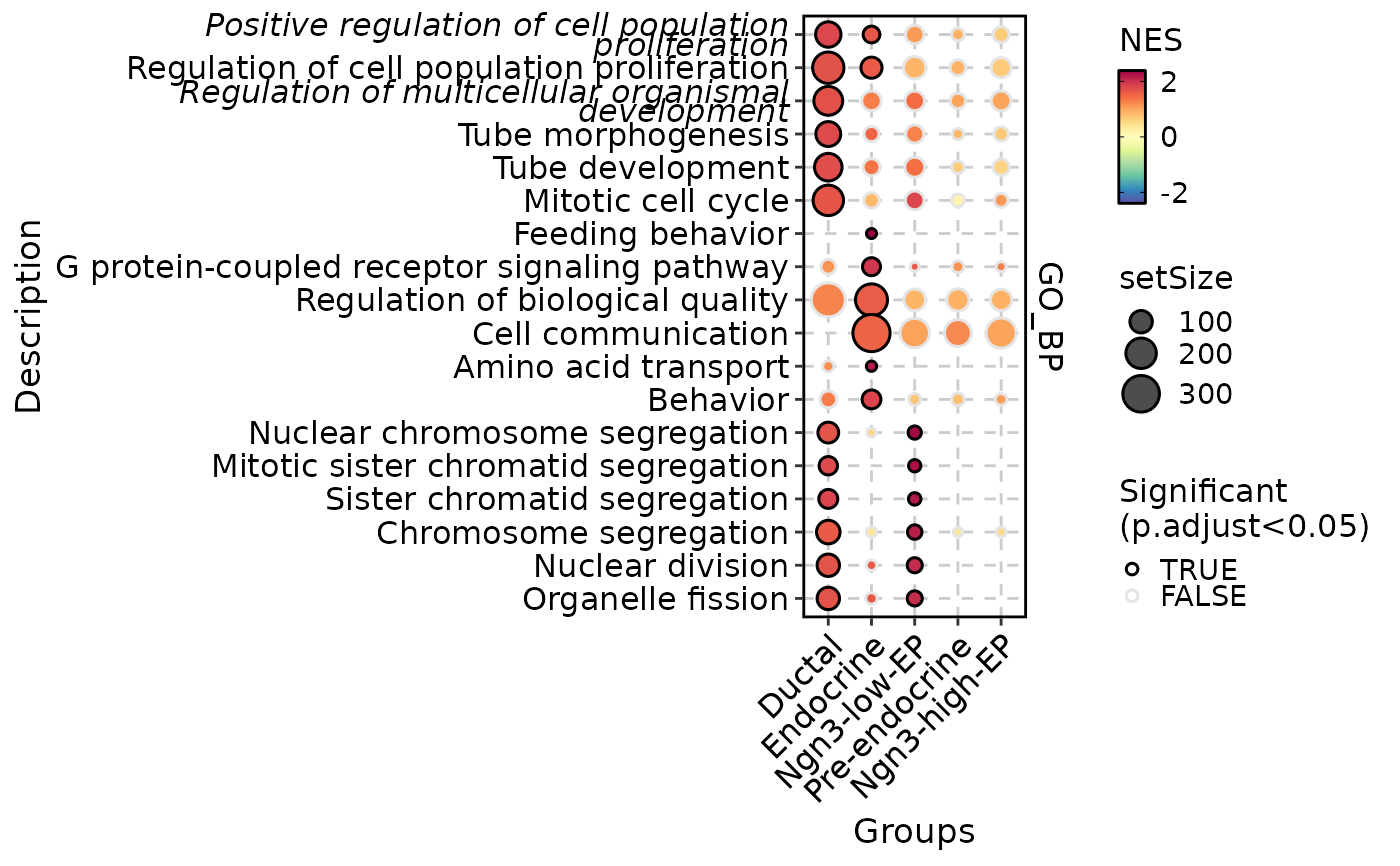 Positive regulation of cell population
proliferation
Regulation of cell population proliferation
Regulation of multicellular organismal
development
Tube morphogenesis
Tube development
Mitotic cell cycle
Feeding behavior
G protein-coupled receptor signaling pathway
Regulation of biological quality
Cell communication
Amino acid transport
Behavior
Nuclear chromosome segregation
Mitotic sister chromatid segregation
Sister chromatid segregation
Chromosome segregation
Nuclear division
Organelle fission
Description
GO_BP
Ductal
Endocrine
Ngn3-low-EP
Pre-endocrine
Ngn3-high-EP
Groups
NES
2
0
-2
setSize
100
200
300
Significant
(p.adjust<0.05)
TRUE
FALSE